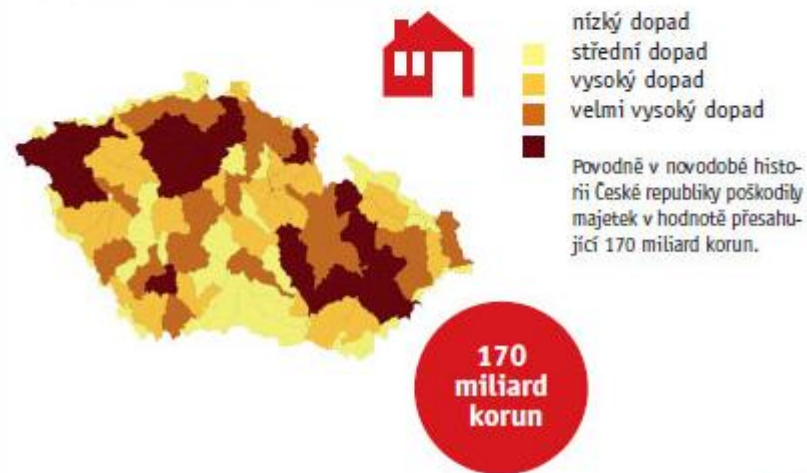 nízký dopad
střední dopad
vysoký dopad
velmi vysoký dopad
Povodně v novodobé histo-
rii České republiky poškodily
majetek v hodnotě přesahu-
jící 170 miliard korun.
170
miliard
korun